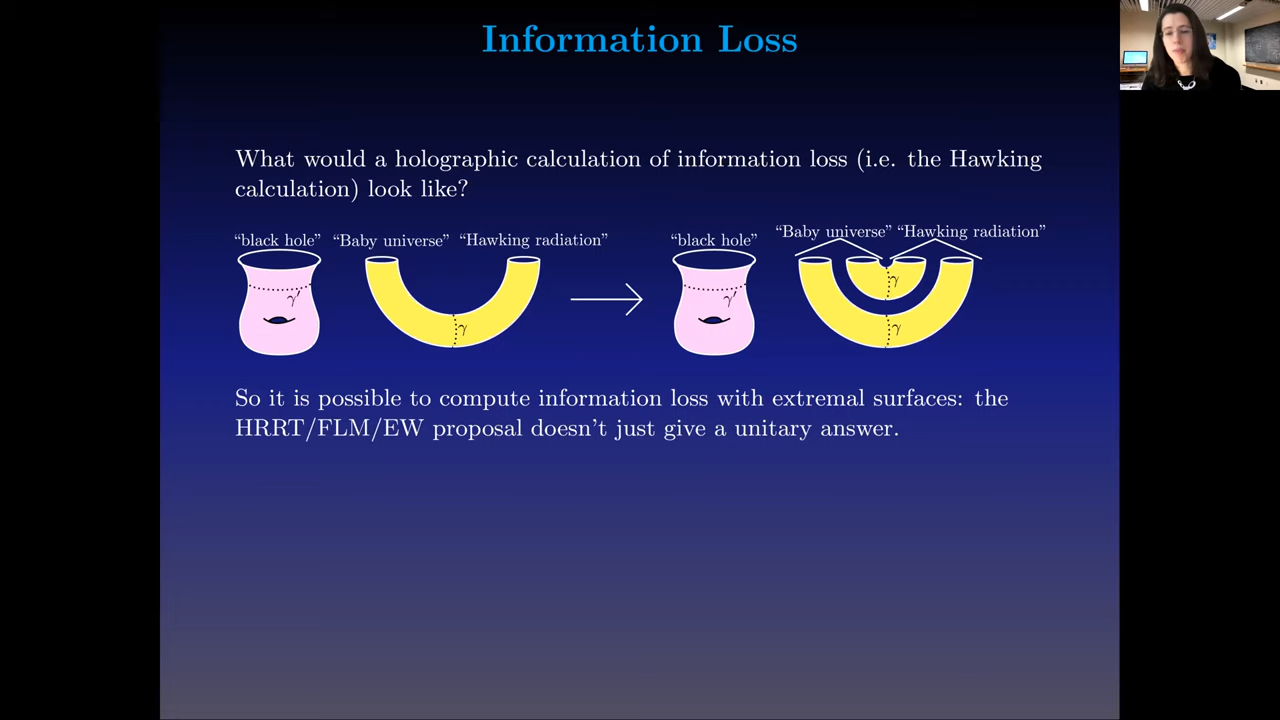 Information Loss
What would a holographic calculation of information loss (i.e. the Hawking
calculation) look like?
“black hole” “Baby universe” “Hawking radiation” “black hole” “Baby universe” “Hawking radiation”
γ′ γ γ′ γ γ
So it is possible to compute information loss with extremal surfaces: the
HRRT/FLM/EW proposal doesn’t just give a unitary answer.